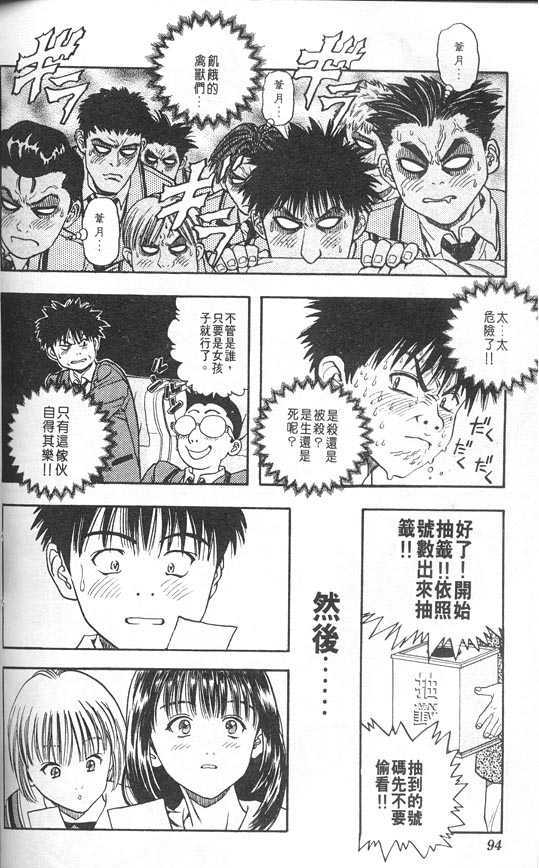 葦月…
飢餓的
禽獸們…
ギラ
葦月…
ギラ
葦月…
ギラ
太…太
危險了!!
是殺還是
被殺?
是生還是
死呢?
だくだく
不管是誰，
只要是女孩
子就行了。
只有這傢伙
自得其樂!!
好了!開始
抽籤!!依照
號數出來抽
籤!!
抽籤
抽到的號
碼先不要
偷看!!
然後……
94